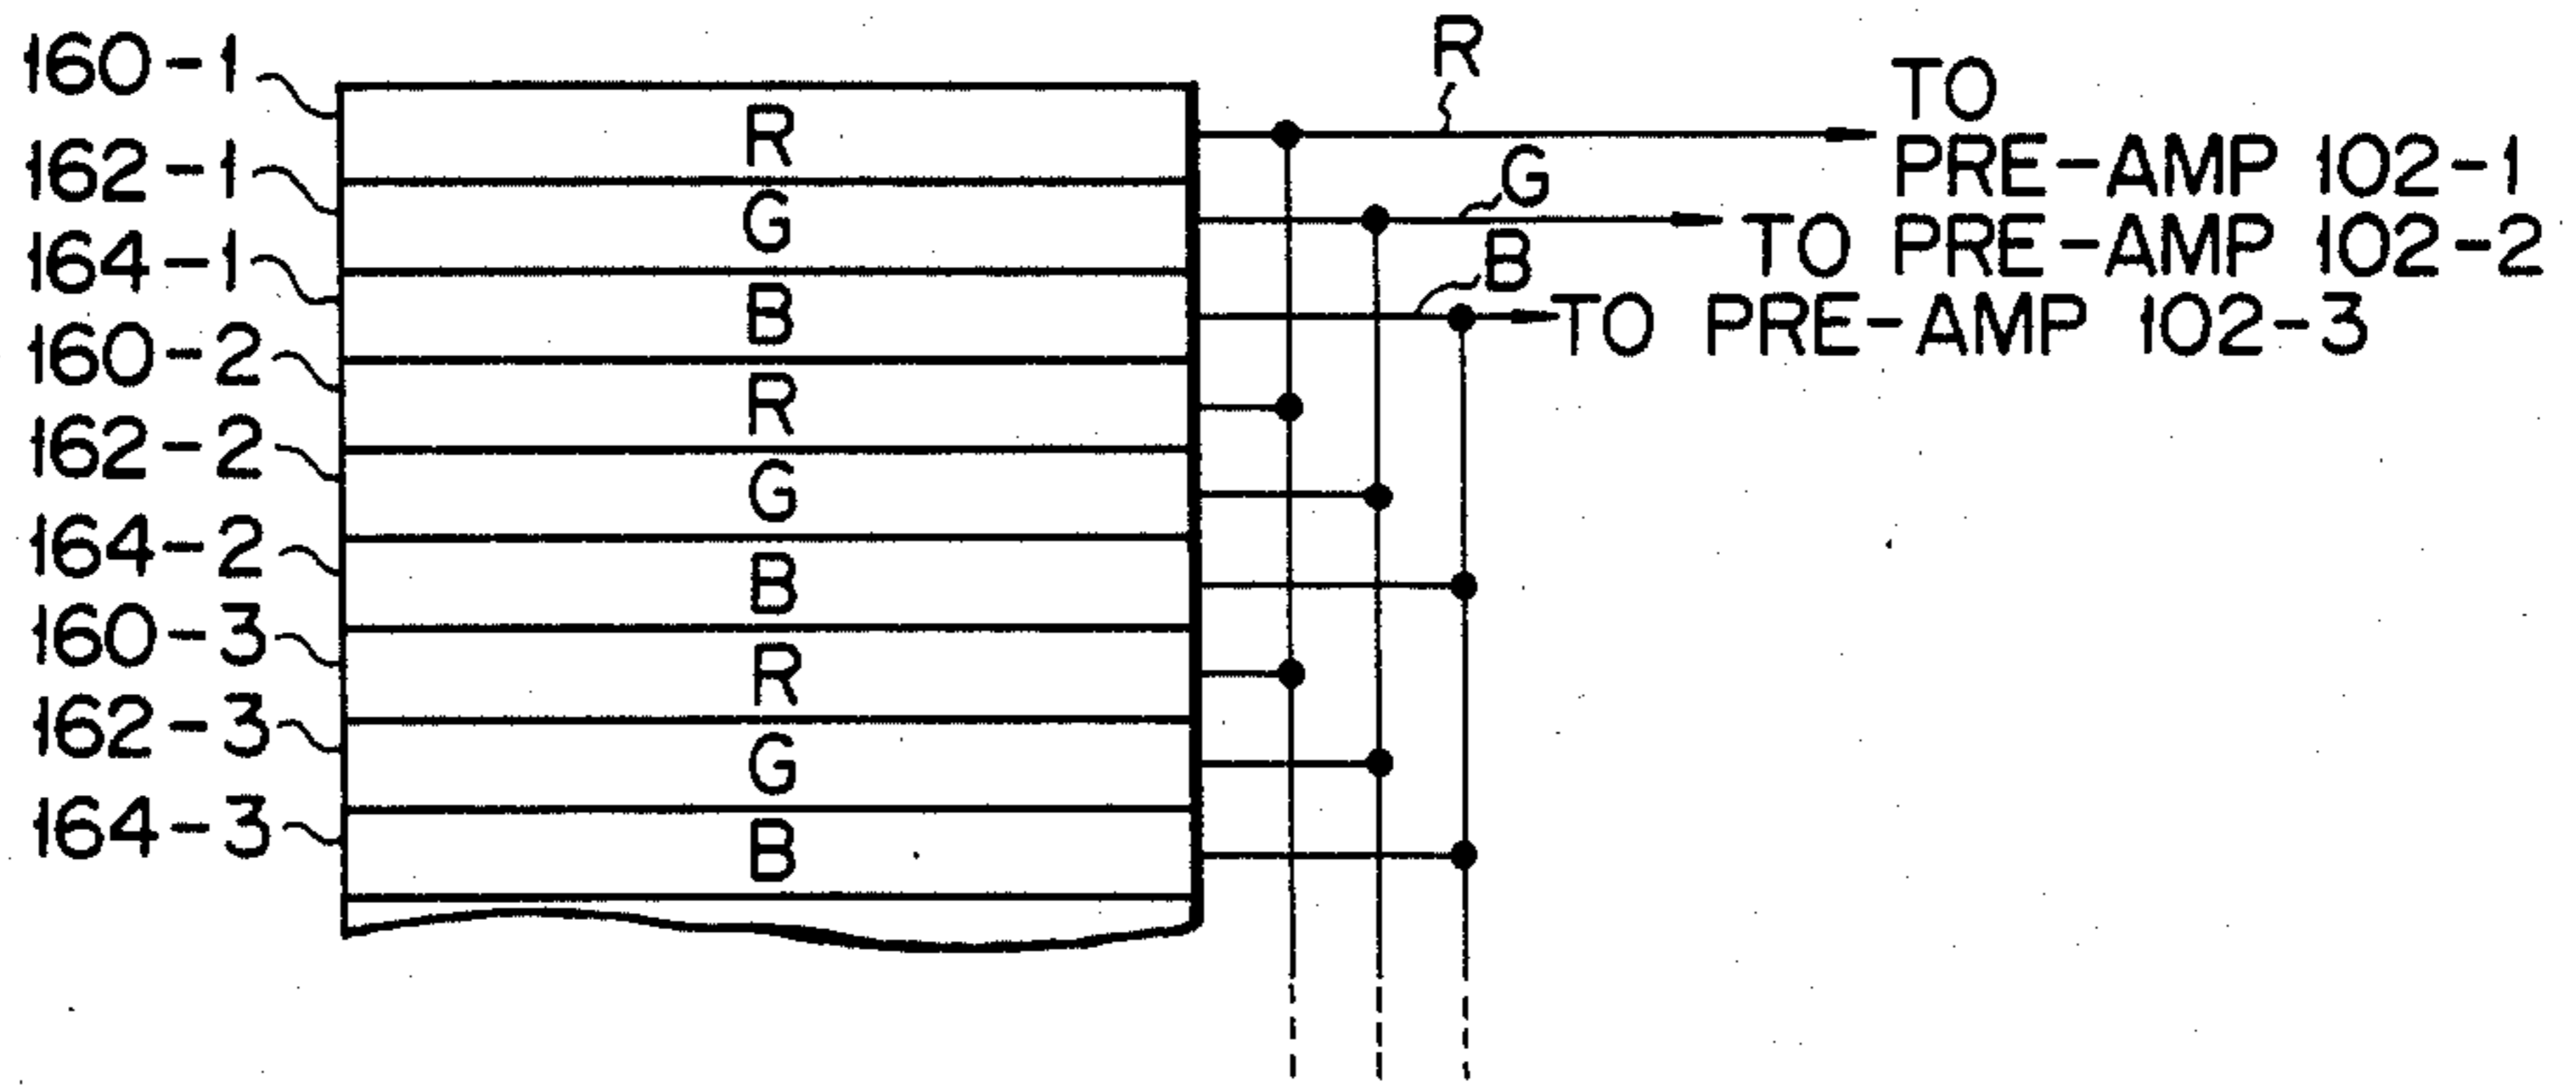 160-1
162-1
164-1
160-2
162-2
164-2
160-3
162-3
164-3
R
G
B
R
G
B
R
G
B
R
TO
PRE-AMP 102-1
G
TO PRE-AMP 102-2
B
TO PRE-AMP 102-3